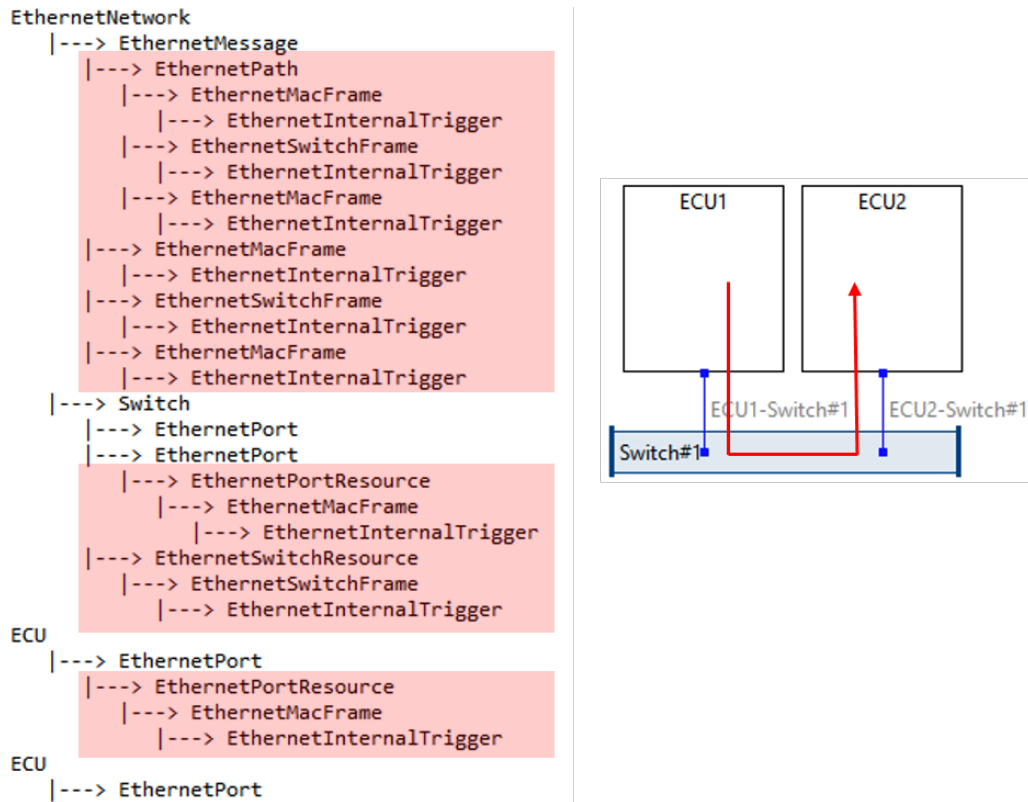 EthernetNetwork
|---> EthernetMessage
|---> EthernetPath
|---> EthernetMacFrame
|---> EthernetInternalTrigger
|---> EthernetSwitchFrame
|---> EthernetInternalTrigger
|---> EthernetMacFrame
|---> EthernetInternalTrigger
|---> EthernetMacFrame
|---> EthernetInternalTrigger
|---> EthernetSwitchFrame
|---> EthernetInternalTrigger
|---> EthernetMacFrame
|---> EthernetInternalTrigger
|---> Switch
|---> EthernetPort
|---> EthernetPort
|---> EthernetPortResource
|---> EthernetMacFrame
|---> EthernetInternalTrigger
|---> EthernetSwitchResource
|---> EthernetSwitchFrame
|---> EthernetInternalTrigger
ECU
|---> EthernetPort
|---> EthernetPortResource
|---> EthernetMacFrame
|---> EthernetInternalTrigger
ECU
|---> EthernetPort
ECU1
ECU2
ECU1-Switch#1
ECU2-Switch#1
Switch#1